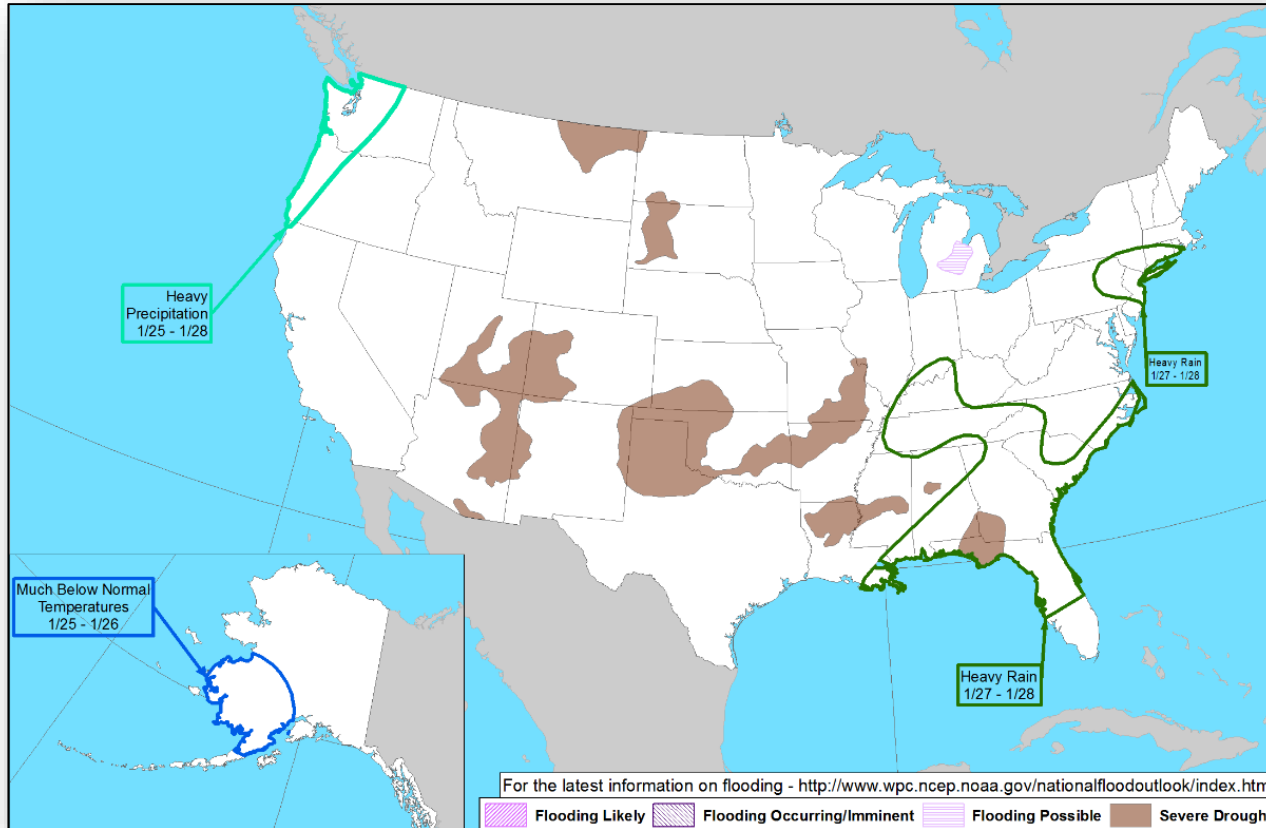 Heavy
Precipitation
1/25 - 1/28
Heavy Rain
1/27 - 1/28
Much Below Normal
Temperatures
1/25 - 1/26
Heavy Rain
1/27 - 1/28
For the latest information on flooding - http://www.wpc.ncep.noaa.gov/nationalfloodoutlook/index.htm
Flooding Likely Flooding Occurring/Imminent Flooding Possible Severe Drough